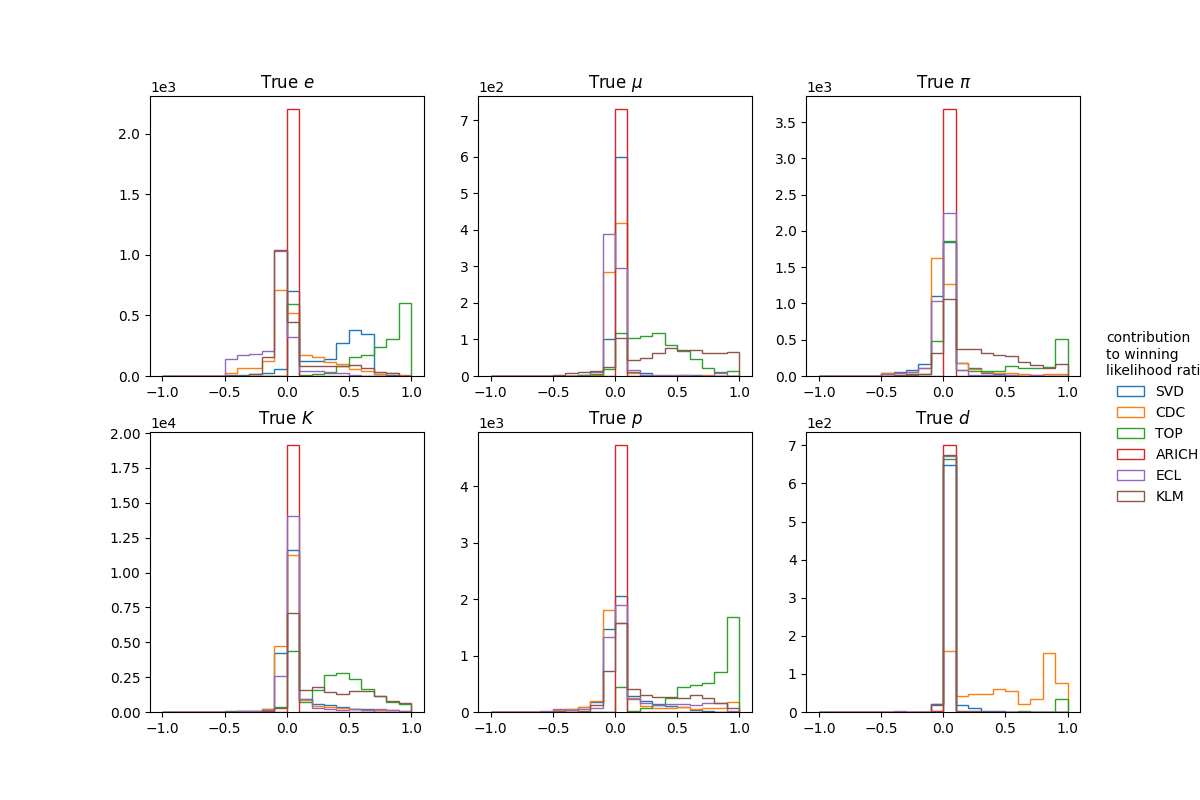 True e
1e3
2.0
1.5
1.0
0.5
0.0
−1.0 −0.5 0.0 0.5 1.0
True μ
1e2
7
6
5
4
3
2
1
0
−1.0 −0.5 0.0 0.5 1.0
True π
1e3
3.5
3.0
2.5
2.0
1.5
1.0
0.5
0.0
−1.0 −0.5 0.0 0.5 1.0
True K
1e4
2.00
1.75
1.50
1.25
1.00
0.75
0.50
0.25
0.00
−1.0 −0.5 0.0 0.5 1.0
True p
1e3
4
3
2
1
0
−1.0 −0.5 0.0 0.5 1.0
True d
1e2
7
6
5
4
3
2
1
0
−1.0 −0.5 0.0 0.5 1.0
contribution
to winning
likelihood rati
SVD
CDC
TOP
ARICH
ECL
KLM